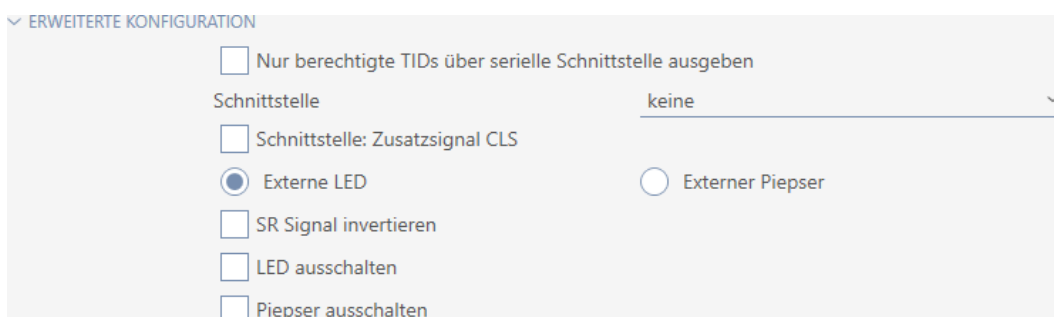 ERWEITERTE KONFIGURATION
Nur berechtigte TIDs über serielle Schnittstelle ausgeben
Schnittstelle keine
Schnittstelle: Zusatzsignal CLS
Externe LED Externer Piepser
SR Signal invertieren
LED ausschalten
Piepser ausschalten